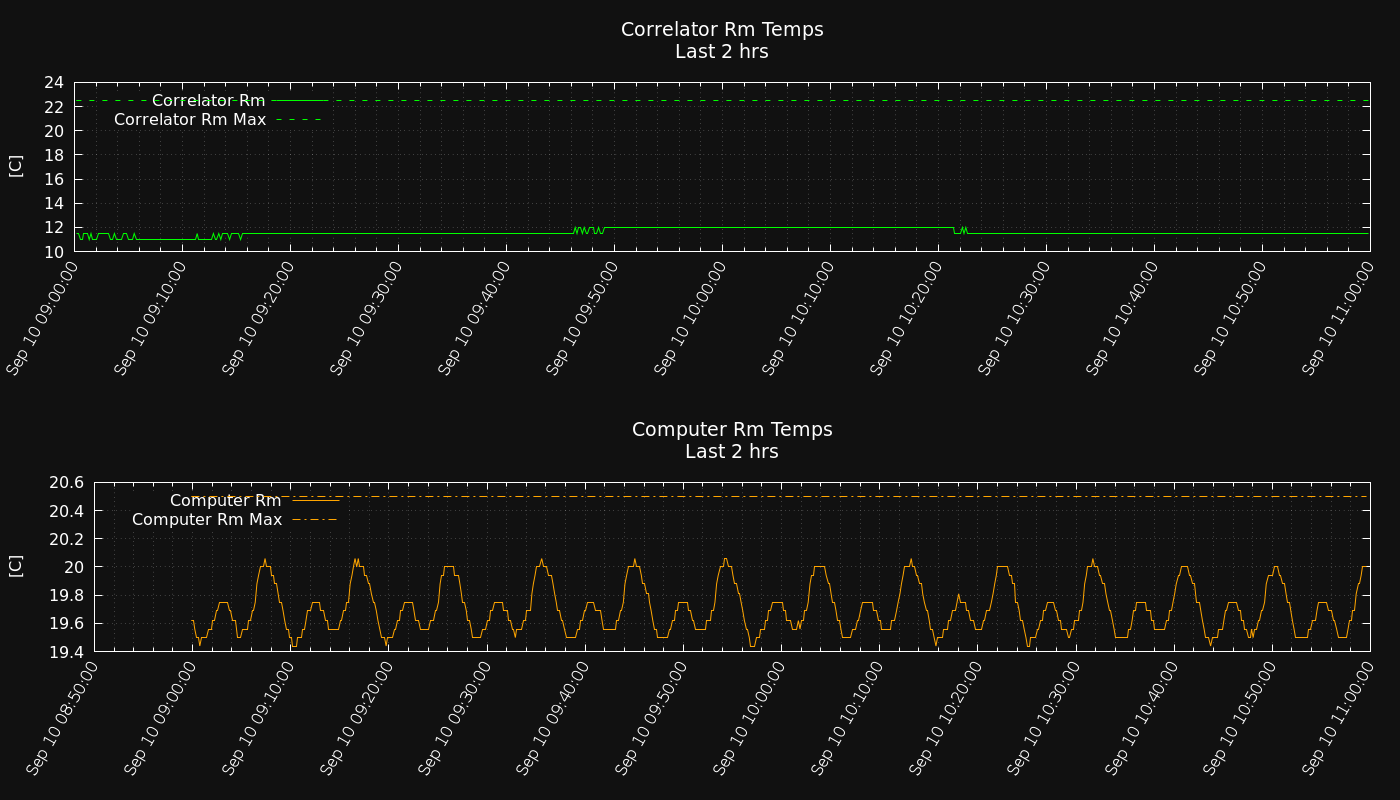 Correlator Rm Temps
Last 2 hrs
24
22
20
18
16
14
12
10
[C]
Correlator Rm
Correlator Rm Max
Sep 10 09:00:00
Sep 10 09:10:00
Sep 10 09:20:00
Sep 10 09:30:00
Sep 10 09:40:00
Sep 10 09:50:00
Sep 10 10:00:00
Sep 10 10:10:00
Sep 10 10:20:00
Sep 10 10:30:00
Sep 10 10:40:00
Sep 10 10:50:00
Sep 10 11:00:00
Computer Rm Temps
Last 2 hrs
20.6
20.4
20.2
20
19.8
19.6
19.4
[C]
Computer Rm
Computer Rm Max
Sep 10 08:50:00
Sep 10 09:00:00
Sep 10 09:10:00
Sep 10 09:20:00
Sep 10 09:30:00
Sep 10 09:40:00
Sep 10 09:50:00
Sep 10 10:00:00
Sep 10 10:10:00
Sep 10 10:20:00
Sep 10 10:30:00
Sep 10 10:40:00
Sep 10 10:50:00
Sep 10 11:00:00